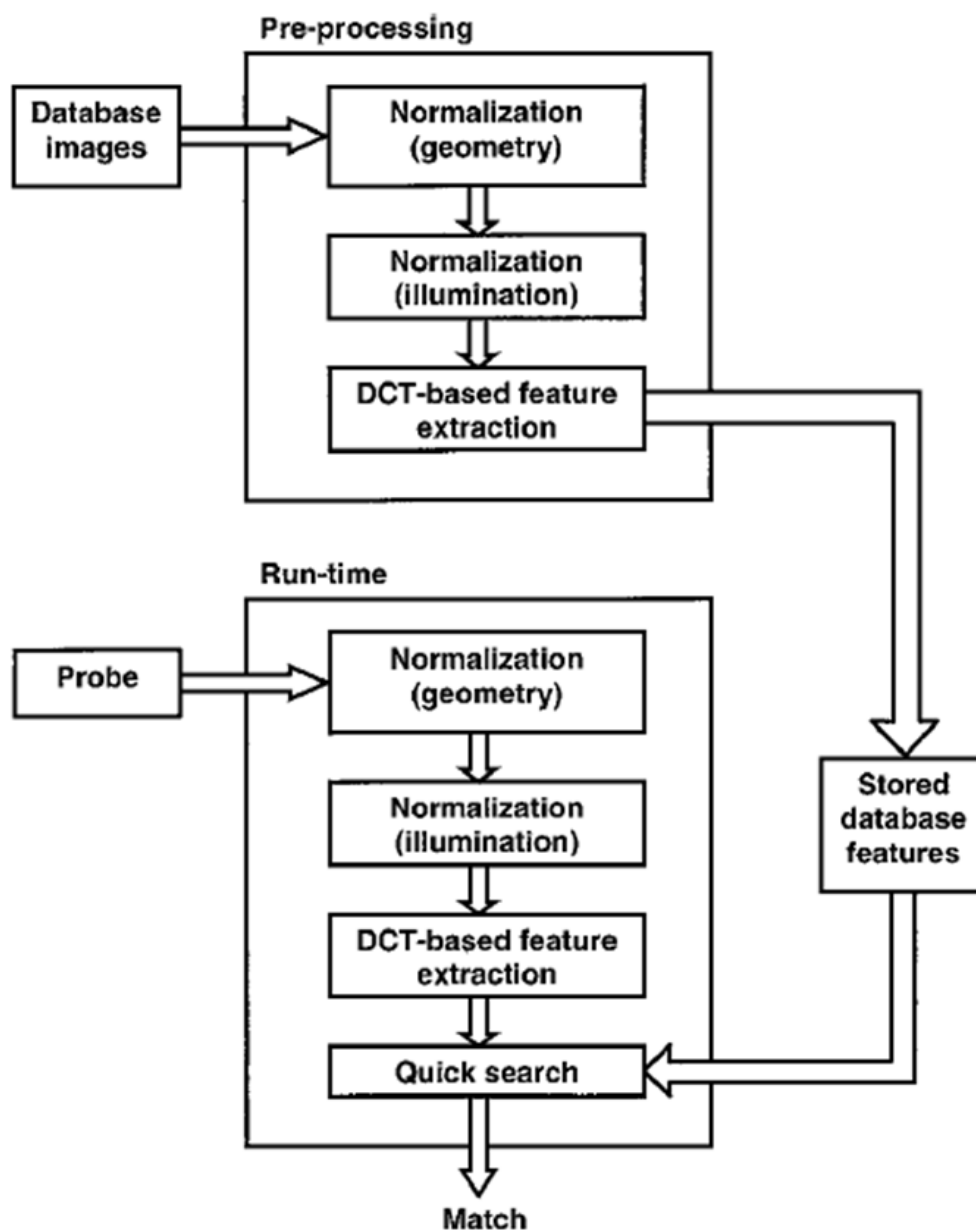 Pre-processing
Database
images
Normalization
(geometry)
Normalization
(illumination)
DCT-based feature
extraction
Run-time
Probe
Normalization
(geometry)
Normalization
(illumination)
Stored
database
features
DCT-based feature
extraction
Quick search
Match